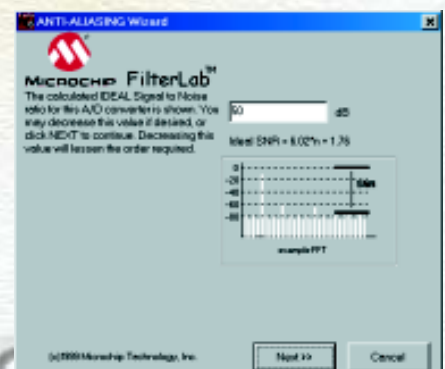 ANTI-ALIASING Wizard
MICROCHIP FilterLab™
The calculated IDEAL Signal to Noise
ratio for this A/D converter is shown. You
may decrease this value if desired, or
click NEXT to continue. Decreasing this
value will lessen the order required.
50 dB
Ideal SNR = 6.02*n + 1.76
0
-20
-40
-60
-80
SNR
example FFT
(c)1999 Microchip Technology, Inc.
Next >>
Cancel